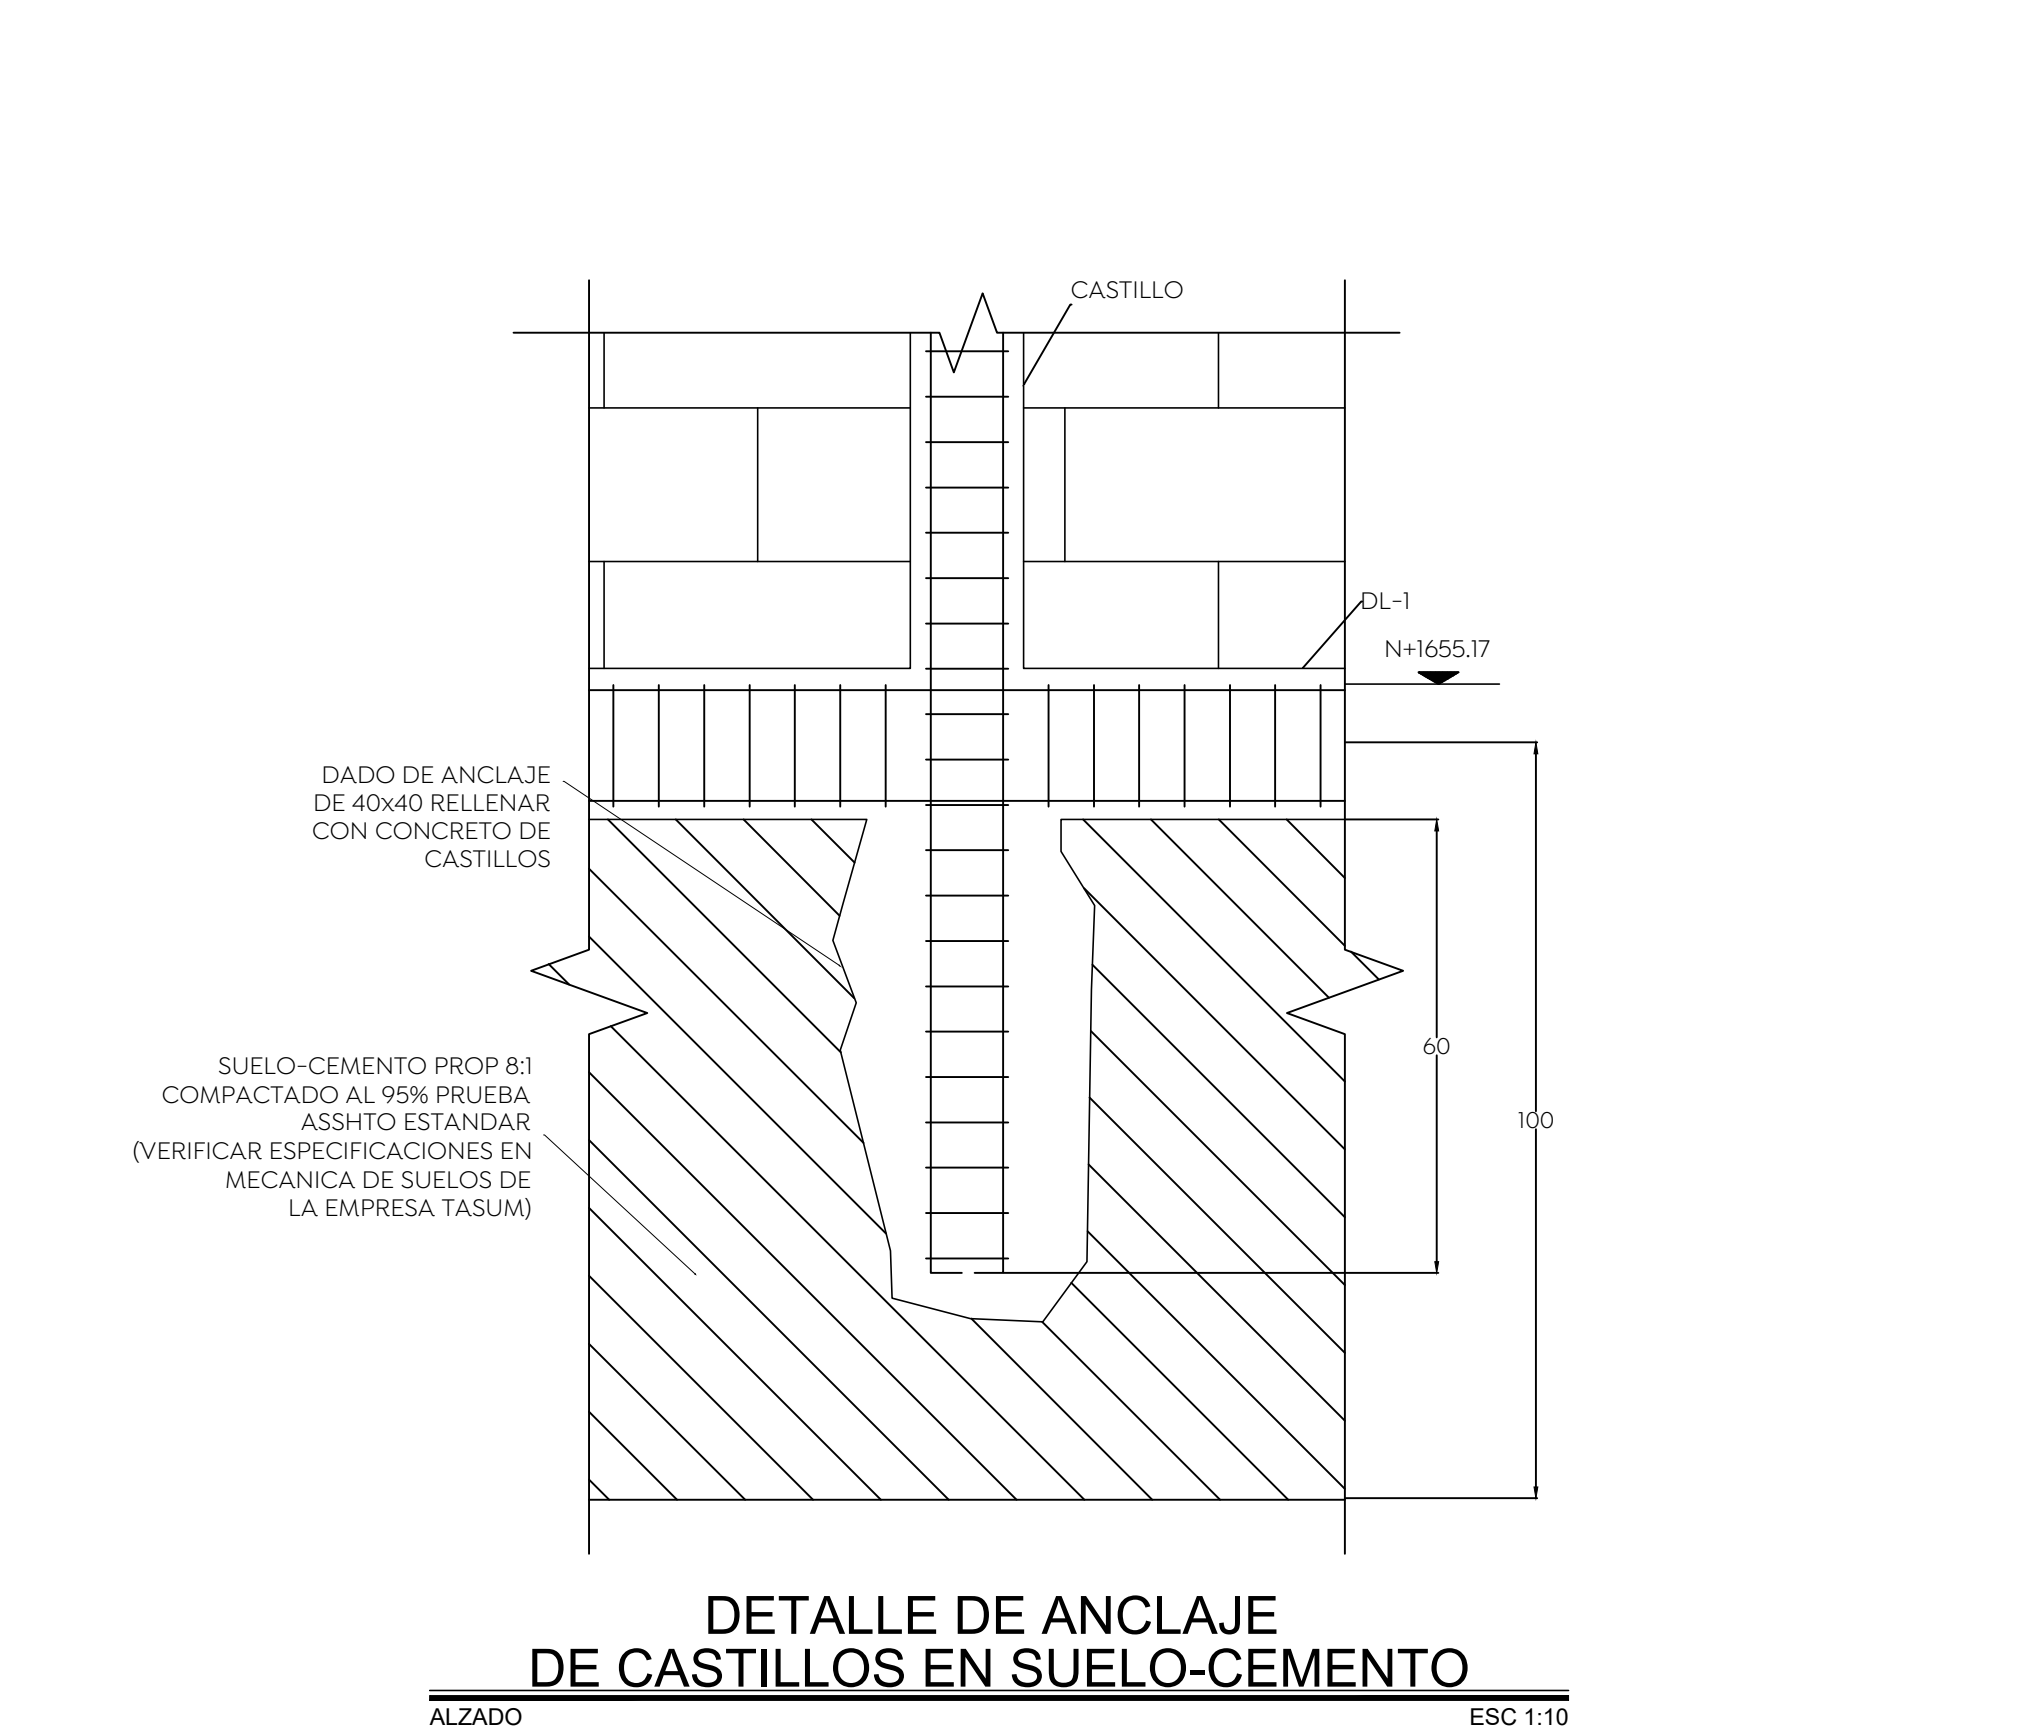 CASTILLO
DL-1
N+1655.17
DADO DE ANCLAJE
DE 40x40 RELLENAR
CON CONCRETO DE
CASTILLOS
SUELO-CEMENTO PROP 8:1
COMPACTADO AL 95% PRUEBA
ASSHTO ESTANDAR
(VERIFICAR ESPECIFICACIONES EN
MECANICA DE SUELOS DE
LA EMPRESA TASUM)
60
100
DETALLE DE ANCLAJE
DE CASTILLOS EN SUELO-CEMENTO
ALZADO
ESC 1:10